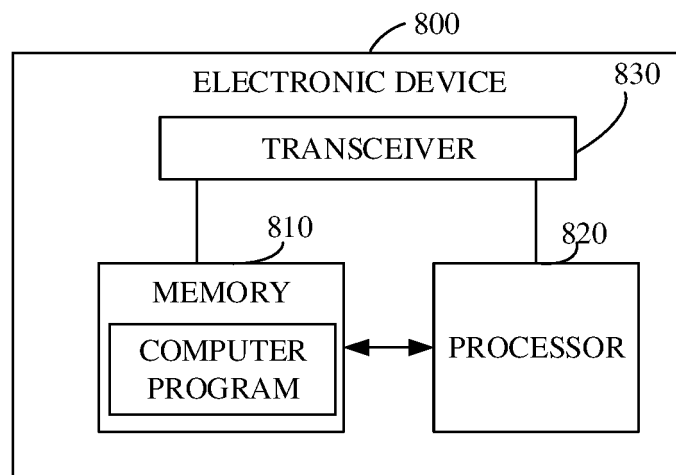 800
ELECTRONIC DEVICE
830
TRANSCEIVER
810
820
MEMORY
COMPUTER
PROGRAM
PROCESSOR